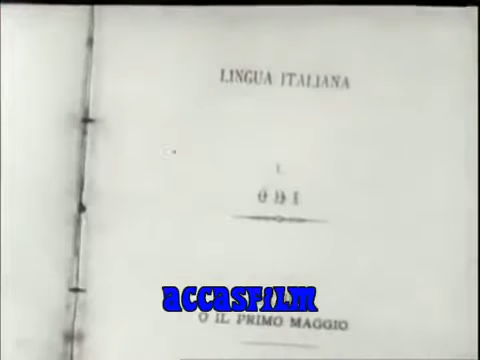 LINGUA ITALIANA
I.
ODI
accasfilm
O IL PRIMO MAGGIO